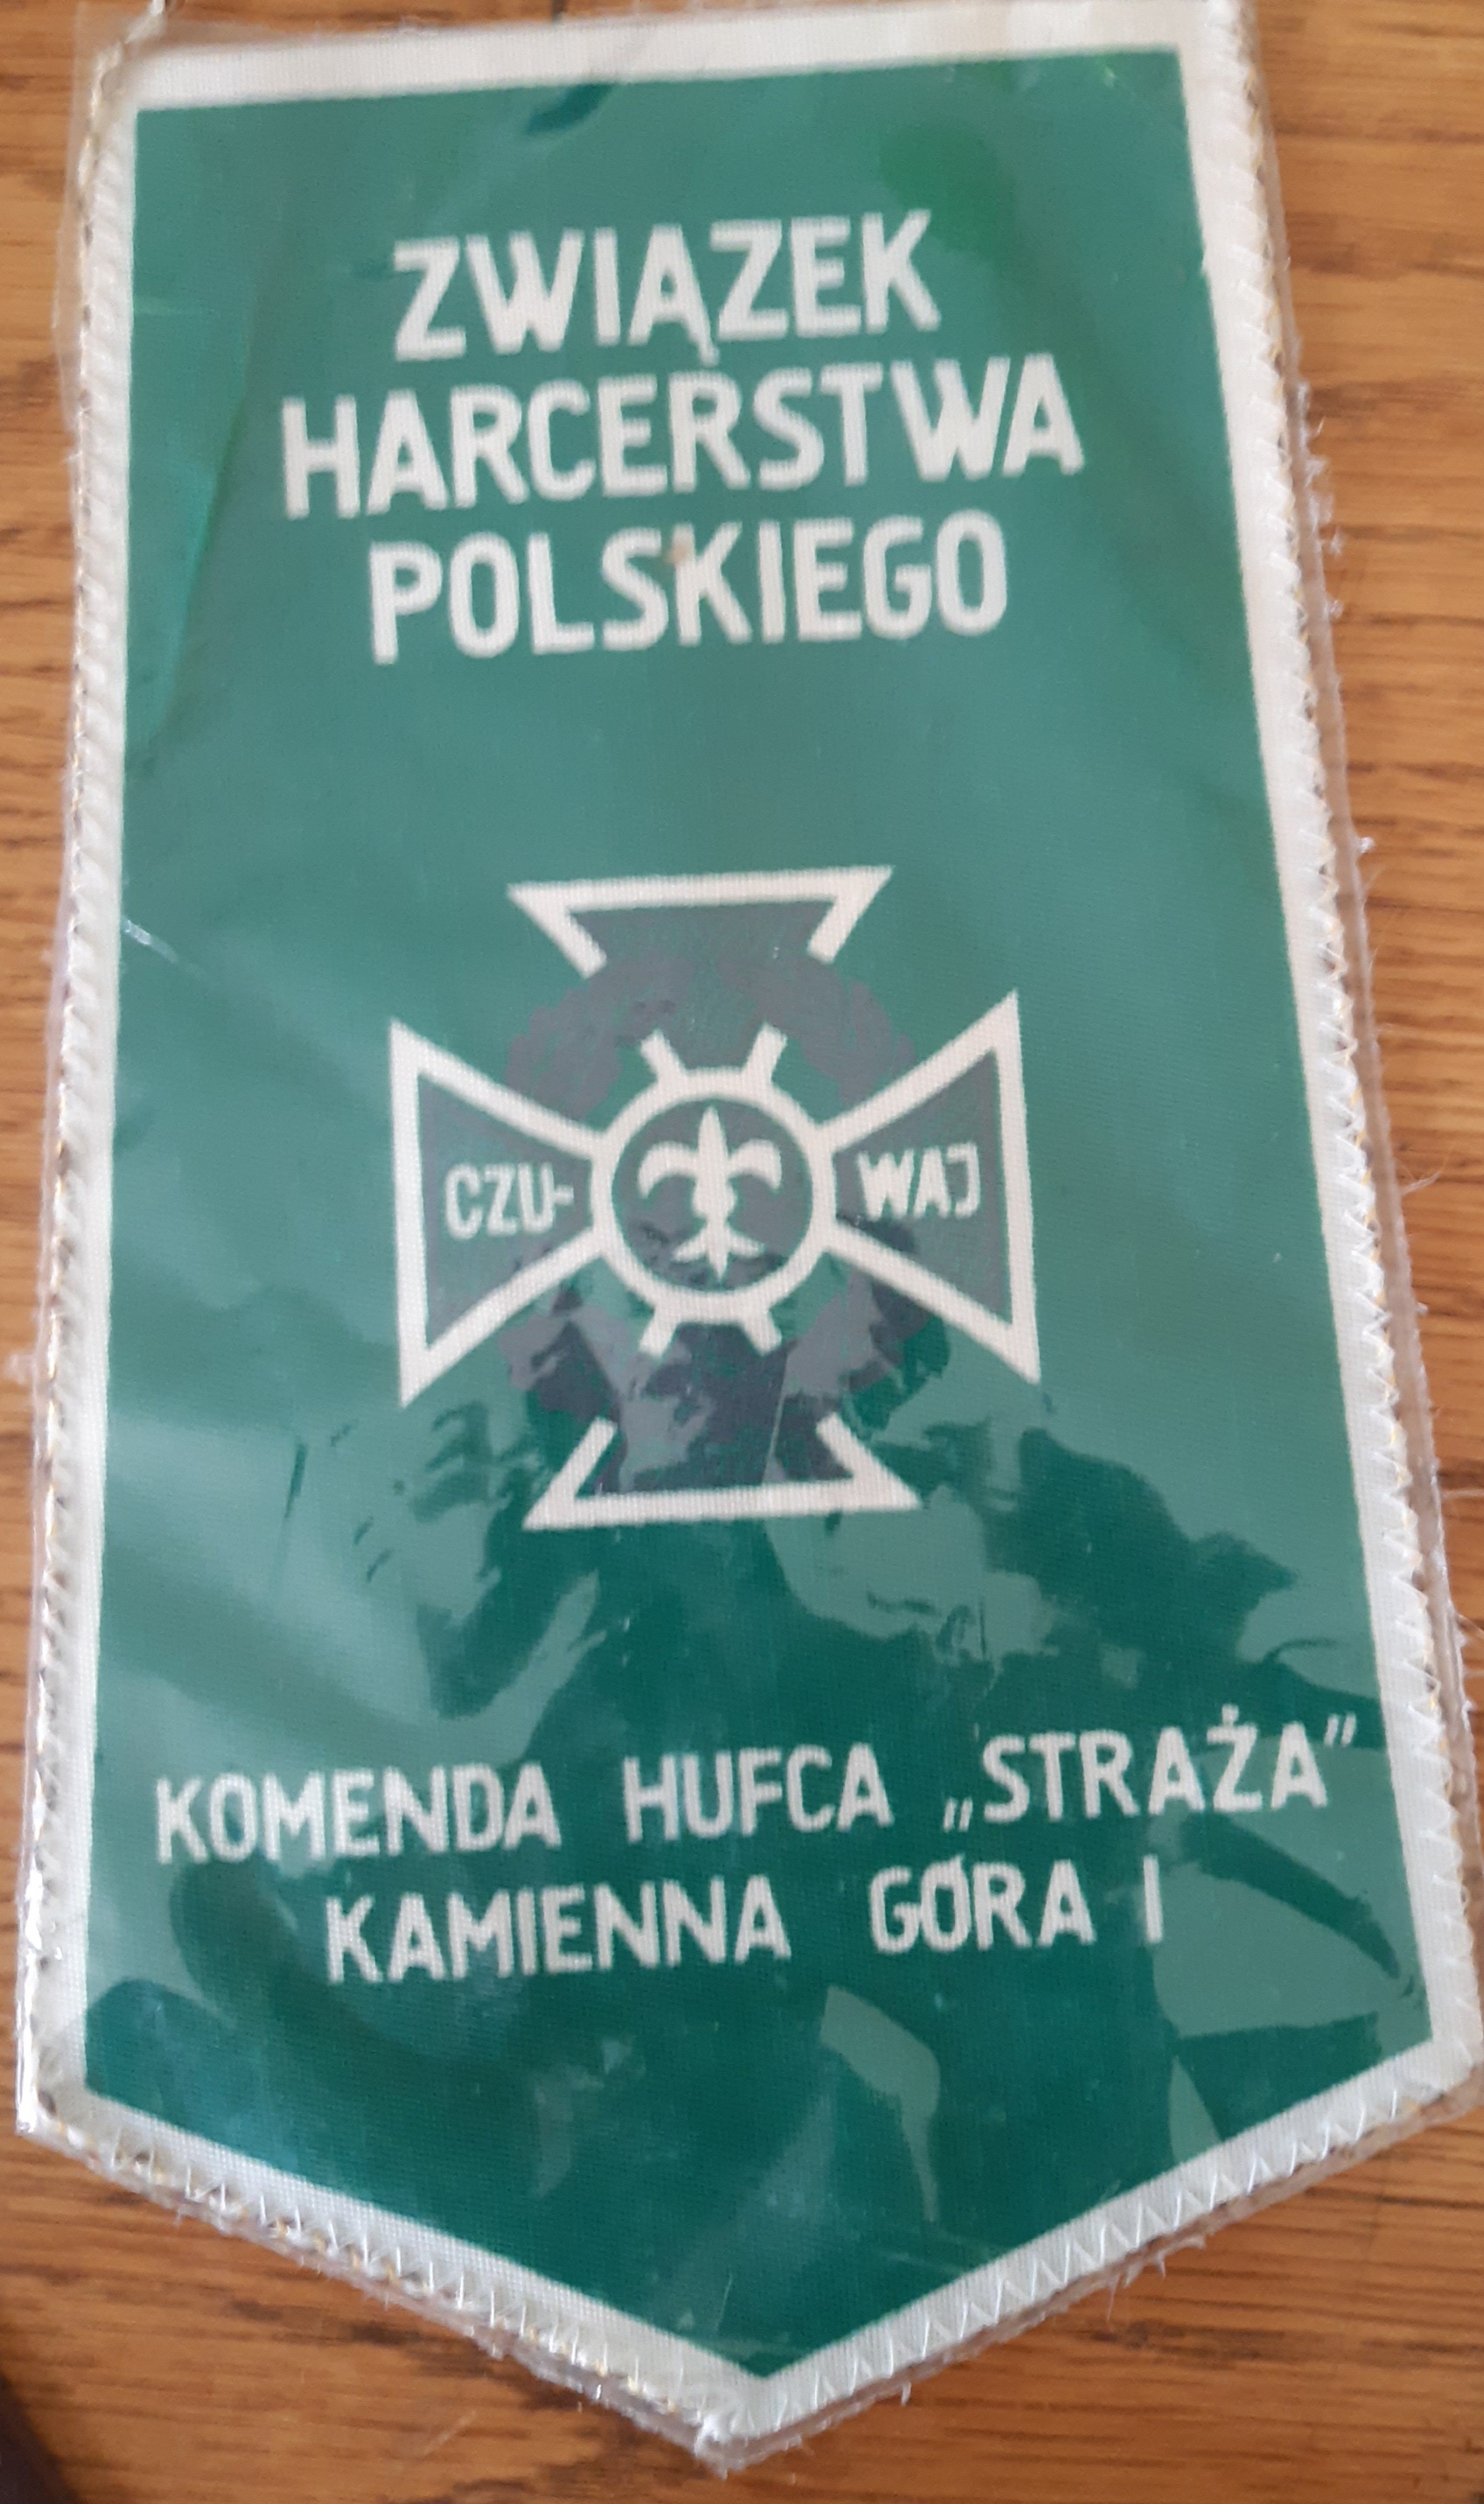 ZWIĄZEK
HARCERSTWA
POLSKIEGO
CZU- WAJ
KOMENDA HUFCA „STRAŻA”
KAMIENNA GÓRA I